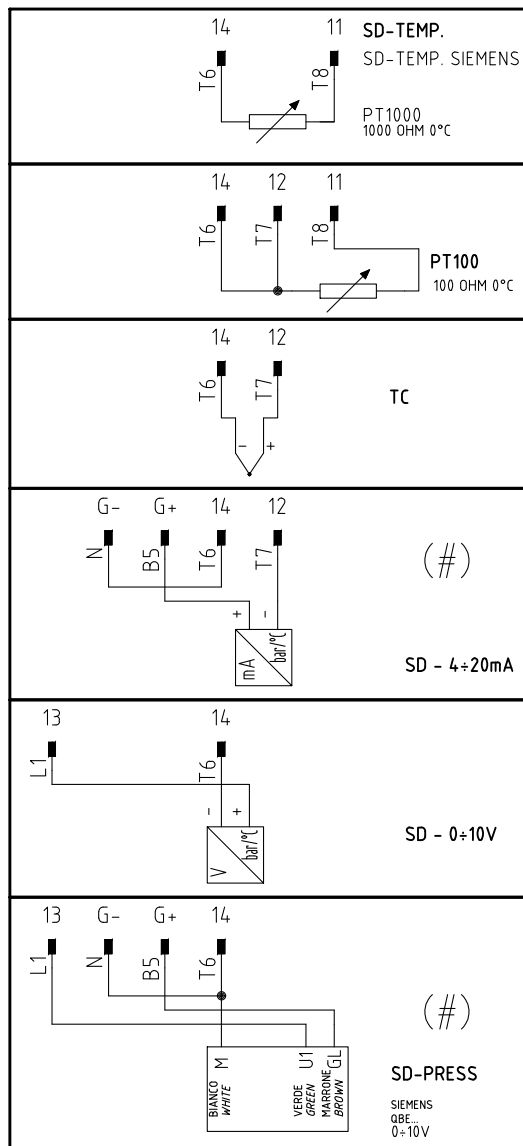 14 11 SD-TEMP.
SD-TEMP. SIEMENS
T6 T8
PT1000
1000 OHM 0°C
14 12 11
T6 T7 T8
PT100
100 OHM 0°C
14 12
T6 T7
TC
- +
G- G+ 14 12
N B5 T6 T7
(#)
+ -
mA bar/°C
SD - 4÷20mA
13 14
L1 T6
- +
V bar/°C
SD - 0÷10V
13 G- G+ 14
L1 N B5 T6
(#)
M U1 GL
BIANCO VERDE MARRONE
WHITE GREEN BROWN
SD-PRESS
SIEMENS
QBE...
0÷10V